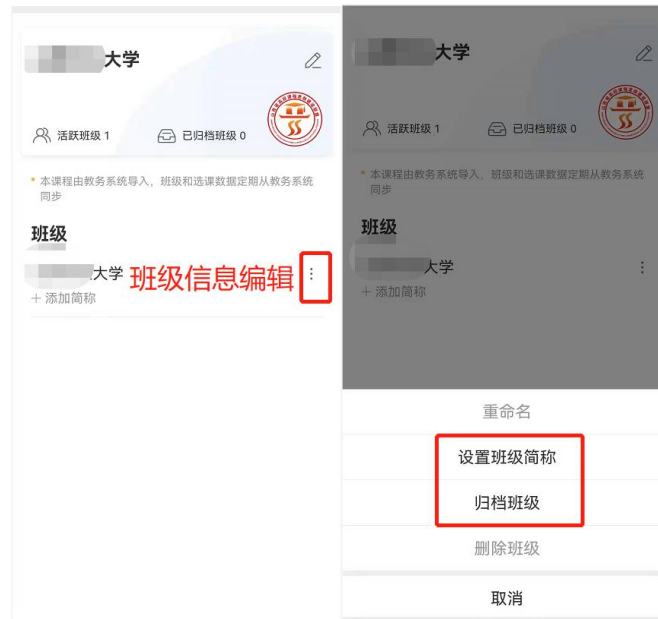 大学
活跃班级 1
已归档班级 0
* 本课程由教务系统导入，班级和选课数据定期从教务系统
同步
班级
大学
班级信息编辑
+ 添加简称
大学
活跃班级 1
已归档班级 0
* 本课程由教务系统导入，班级和选课数据定期从教务系统
同步
班级
大学
+ 添加简称
重命名
设置班级简称
归档班级
删除班级
取消